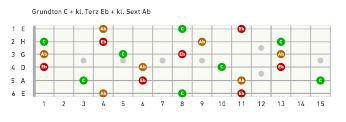 Grundton C + kl. Terz Eb + kl. Sext Ab
1 E Ab C Eb
2 H C Eb Ab C
3 G Ab C Eb Ab
4 D Eb Ab C Eb
5 A C Eb Ab C
6 E Ab C Eb
1 2 3 4 5 6 7 8 9 10 11 12 13 14 15